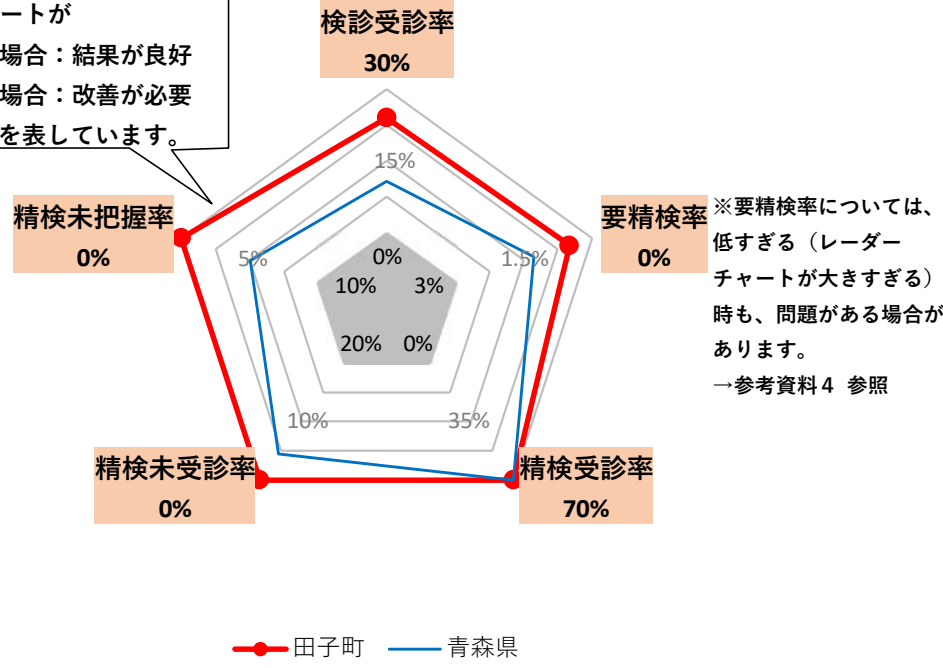 ートが
場合：結果が良好
場合：改善が必要
を表しています。
検診受診率
30%
15%
精検未把握率
0%
要精検率
0%
※要精検率については、
低すぎる（レーダー
チャートが大きすぎる）
時も、問題がある場合が
あります。
→参考資料４ 参照
5%
1.5%
0%
10%
3%
20%
0%
10%
35%
精検未受診率
0%
精検受診率
70%
田子町
青森県